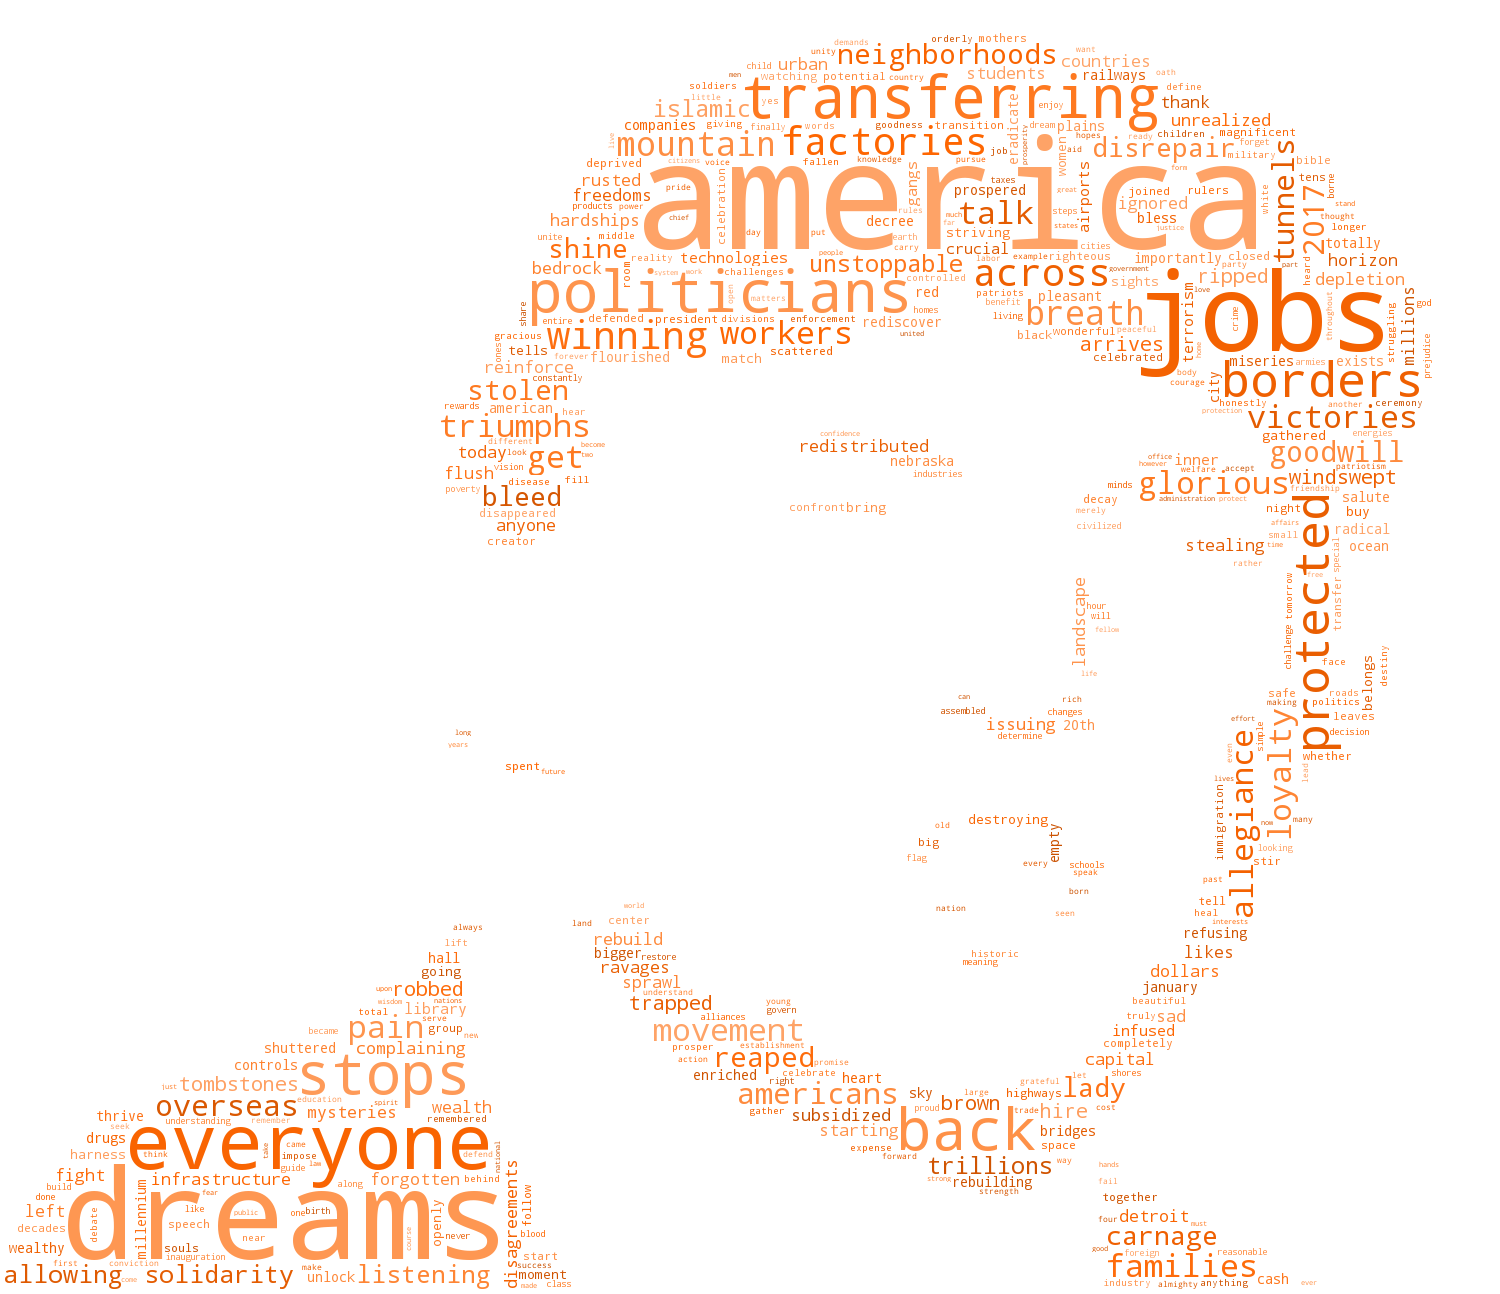 orderly mothers
unity demands neighborhoods want
child urban students countries
men watching potential country railways oath
soldiers little yes transferring define
islamic enjoy thank
companies giving finally words goodness transition eradicate dream plains unrealized
live mountain factories job prosperity hopes ready children magnificent
aid women disrepair forget military
deprived citizens voice fallen knowledge pursue form tunnels bible
rusted pride america gangs taxes great airports joined rulers tens
freedoms prospered ignored white 2017 borne
products power chief celebration rules much talk steps bless stand
hardships decree far striving states justice thought
unite middle day put earth carry crucial cities longer
shine reality technologies people labor example righteous importantly closed totally
bedrock room system work challenges unstoppable controlled across government party part heard horizon
politicians open matters red patriots sights ripped depletion
share homes benefit pleasant love jobs millions god
entire defended president divisions enforcement rediscover living breath terrorism crime throughout
gracious winning workers united black wonderful peaceful
ones tells forever flourished match scattered arrives celebrated home miseries armies exists struggling prejudice
reinforce constantly body courage city borders
stolen
rewards american hear protection honestly another ceremony
triumphs victories
different become confidence gathered energies
today look get two redistributed
flush vision nebraska office inner welfare accept goodwill
poverty disease fill industries however minds glorious windswept patriotism
bleed administration protect friendship
disappeared confront bring decay merely night salute buy
anyone civilized affairs small radical
creator stealing time special ocean
rather
free
landscape hour will tomorrow protected transfer
fellow challenge
life face belongs destiny
can rich safe roads
assembled changes making politics
issuing 20th effort loyalty leaves
long determine simple decision
years even allegiance whether
spent future lives lead
immigration
old destroying now many
big empty looking
flag every schools stir
speak
born past
world nation seen tell
land center heal interests
always
lift rebuild refusing
hall bigger restore historic likes
going ravages meaning dollars
upon robbed sprawl january
wisdom nations understand
total library trapped young beautiful
serve alliances govern truly sad
became pain group new movement infused
shuttered complaining prosper establishment completely
controls action reaped promise capital
just tombstones stops enriched right celebrate heart grateful let shores
education spirit americans sky large highways lady
overseas mysteries wealth gather subsidized proud brown trade hire cost
thrive understanding remember remembered starting back bridges
seek drugs everyone expense space
harness think take came impose defend national forward trillions way
fight infrastructure guide law along forgotten behind strong rebuilding strength hands
build disagreements fail
done millennium fear dreams follow together
left like public one birth openly four detroit must
decades debate speech near course never blood
wealthy souls inauguration start good carnage
first conviction make success foreign reasonable
allowing come solidarity unlock listening moment families cash
made class industry almighty anything ever